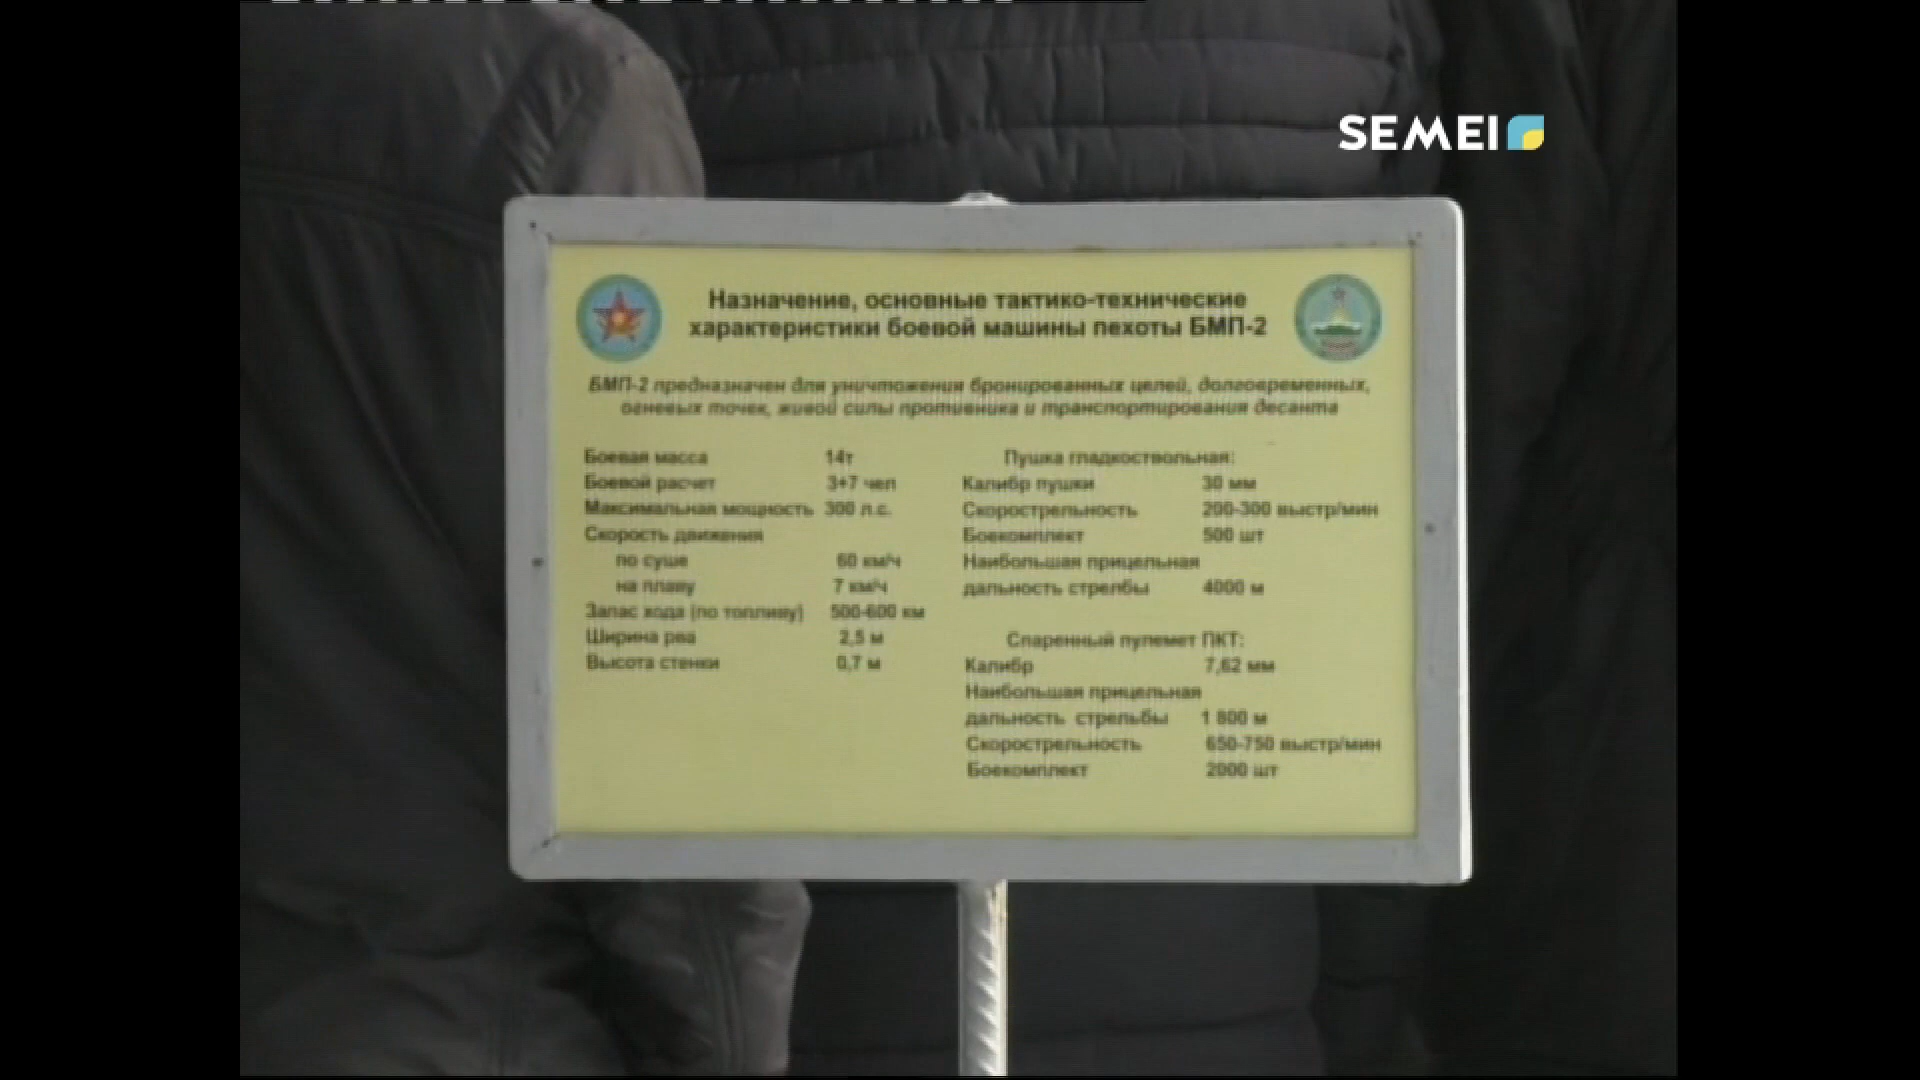 SEMEI
Назначение, основные тактико-технические
характеристики боевой машины пехоты БМП-2
БМП-2 предназначен для уничтожения бронированных целей, долговременных,
огневых точек, живой силы противника и транспортирования десанта
Боевая масса 14т
Боевой расчет 3+7 чел
Максимальная мощность 300 л.с.
Скорость движения
по суше 60 км/ч
на плаву 7 км/ч
Запас хода (по топливу) 500-600 км
Ширина рва 2,5 м
Высота стенки 0,7 м
Пушка гладкоствольная:
Калибр пушки 30 мм
Скорострельность 200-300 выстр/мин
Боекомплект 500 шт
Наибольшая прицельная
дальность стрелбы 4000 м
Спаренный пулемет ПКТ:
Калибр 7,62 мм
Наибольшая прицельная
дальность стрельбы 1 800 м
Скорострельность 650-750 выстр/мин
Боекомплект 2000 шт